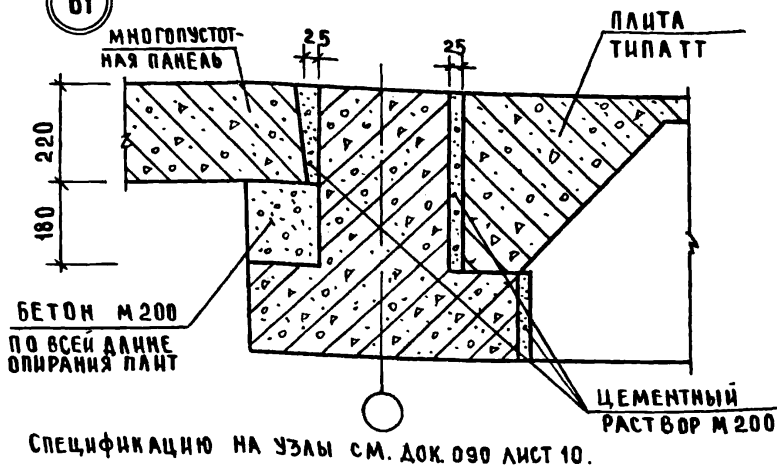 61
МНОГОПУСТОТ-
НАЯ ПАНЕЛЬ
25
25
ПЛИТА
ТИПА ТТ
220
180
БЕТОН М200
ПО ВСЕЙ ДЛИНЕ
ОПИРАНИЯ ПЛИТ
ЦЕМЕНТНЫЙ
РАСТВОР М200
СПЕЦИФИКАЦИЮ НА УЗЛЫ СМ. ДОК. 090 ЛИСТ 10.